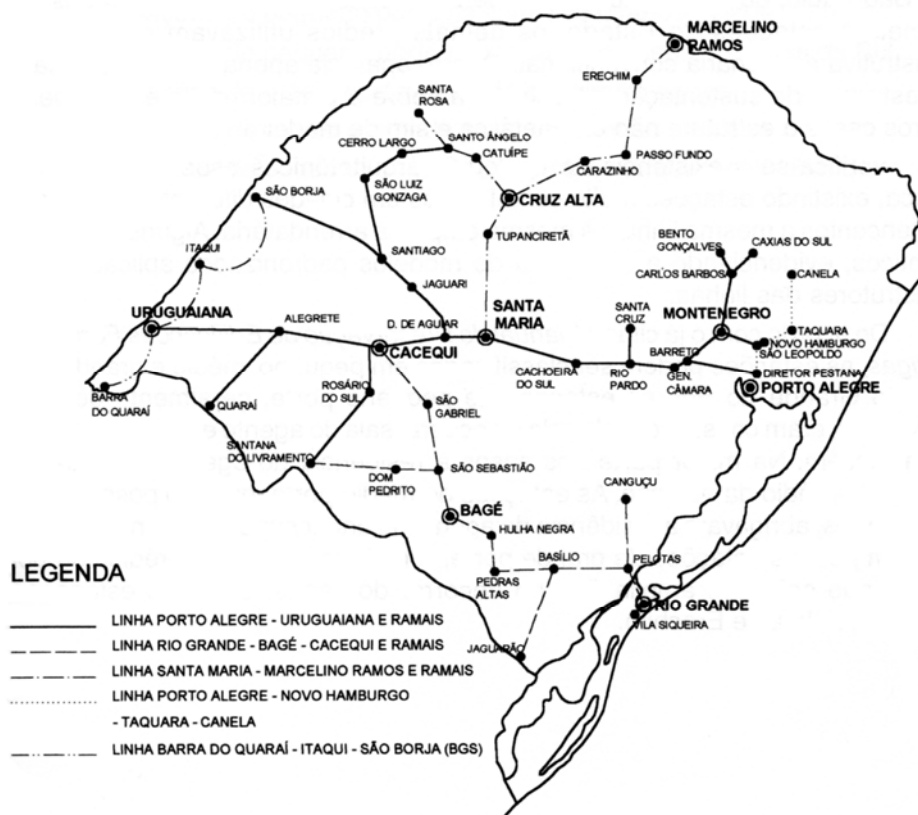 MARCELINO
RAMOS
ERECHIM
SANTA
ROSA
SANTO ÂNGELO
CERRO LARGO
CATUÍPE
PASSO FUNDO
CARAZINHO
SÃO LUIZ
GONZAGA
SÃO BORJA
CRUZ ALTA
TUPANCIRETÃ
ITAQUI
BENTO
GONÇALVES
CAXIAS DO SUL
SANTIAGO
CARLOS BARBOSA
CANELA
JAGUARI
URUGUAIANA
ALEGRETE
D. DE AGUIAR
SANTA
MARIA
SANTA
CRUZ
MONTENEGRO
TAQUARA
NOVO HAMBURGO
SÃO LEOPOLDO
CACEQUI
BARRETO
CACHOEIRA
DO SUL
RIO
PARDO
GEN.
CÂMARA
DIRETOR PESTANA
PORTO ALEGRE
BARRA
DO QUARAÍ
QUARAÍ
ROSÁRIO
DO SUL
SÃO
GABRIEL
SANTANA
DO LIVRAMENTO
DOM
PEDRITO
SÃO SEBASTIÃO
CANGUÇU
BAGÉ
HULHA NEGRA
PEDRAS
ALTAS
BASÍLIO
PELOTAS
RIO GRANDE
VILA SIQUEIRA
JAGUARÃO
LEGENDA
LINHA PORTO ALEGRE - URUGUAIANA E RAMAIS
LINHA RIO GRANDE - BAGÉ - CACEQUI E RAMAIS
LINHA SANTA MARIA - MARCELINO RAMOS E RAMAIS
LINHA PORTO ALEGRE - NOVO HAMBURGO
- TAQUARA - CANELA
LINHA BARRA DO QUARAÍ - ITAQUI - SÃO BORJA (BGS)